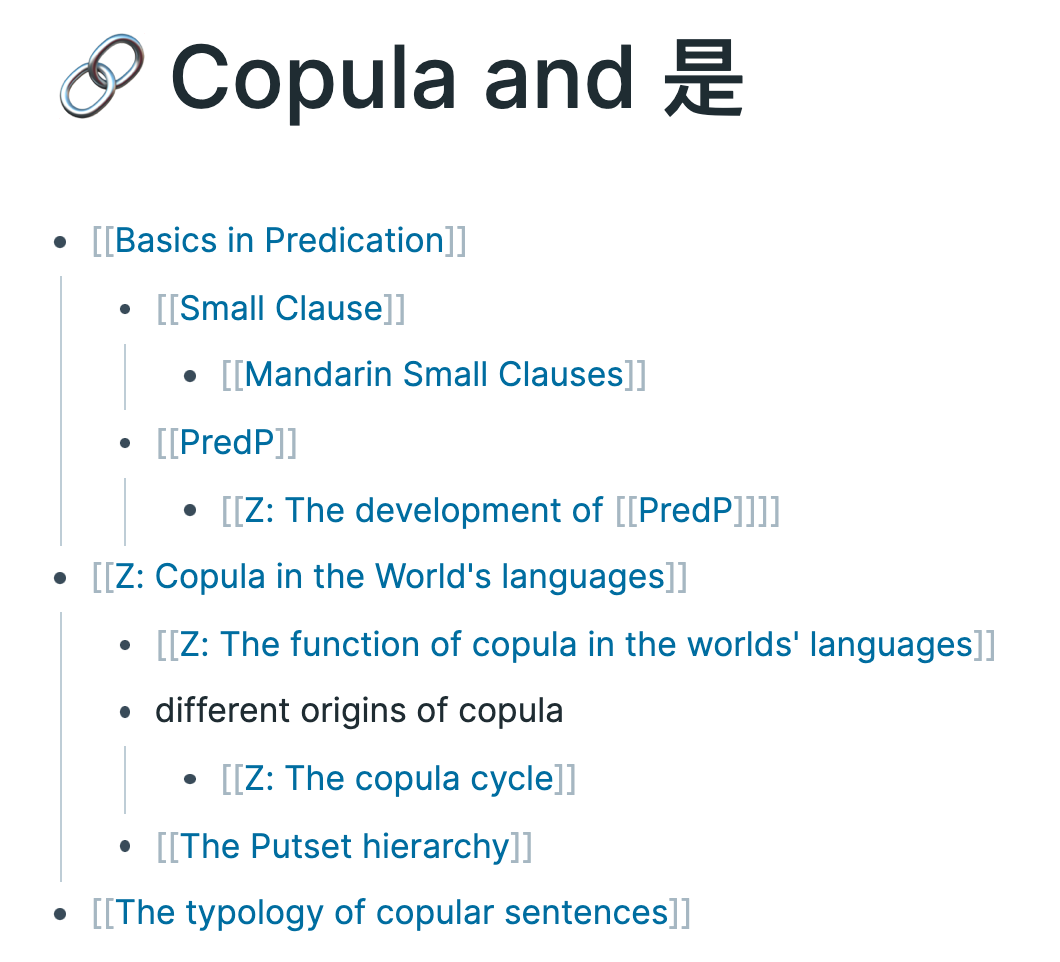 Copula and 是
[[Basics in Predication]]
[[Small Clause]]
[[Mandarin Small Clauses]]
[[PredP]]
[[Z: The development of [[PredP]]]]
[[Z: Copula in the World's languages]]
[[Z: The function of copula in the worlds' languages]]
different origins of copula
[[Z: The copula cycle]]
[[The Putset hierarchy]]
[[The typology of copular sentences]]